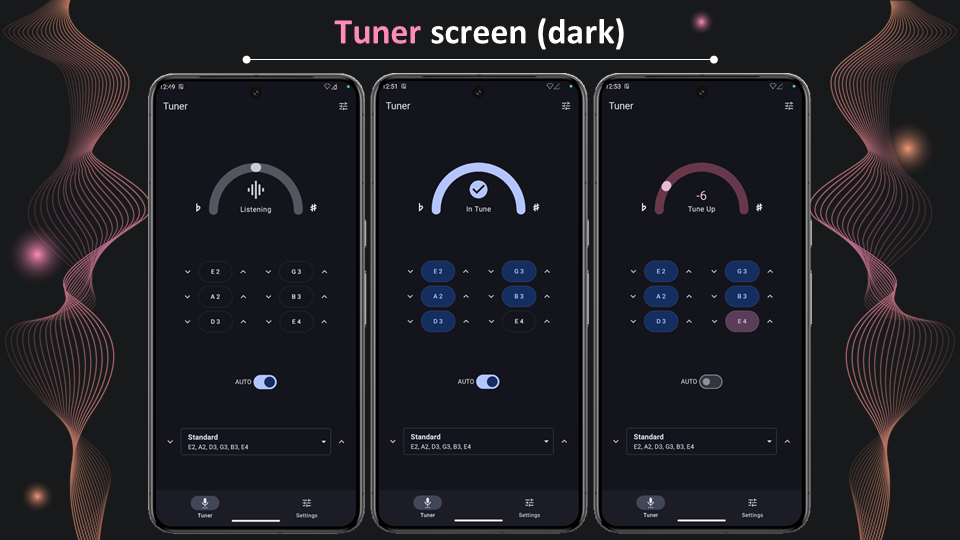 Tuner screen (dark)
12:49
Tuner
Listening
♭ ♯
E 2 G 3
A 2 B 3
D 3 E 4
AUTO
Standard
E2, A2, D3, G3, B3, E4
Tuner Settings
12:51
Tuner
In Tune
♭ ♯
E 2 G 3
A 2 B 3
D 3 E 4
AUTO
Standard
E2, A2, D3, G3, B3, E4
Tuner Settings
12:53
Tuner
-6
Tune Up
♭ ♯
E 2 G 3
A 2 B 3
D 3 E 4
AUTO
Standard
E2, A2, D3, G3, B3, E4
Tuner Settings